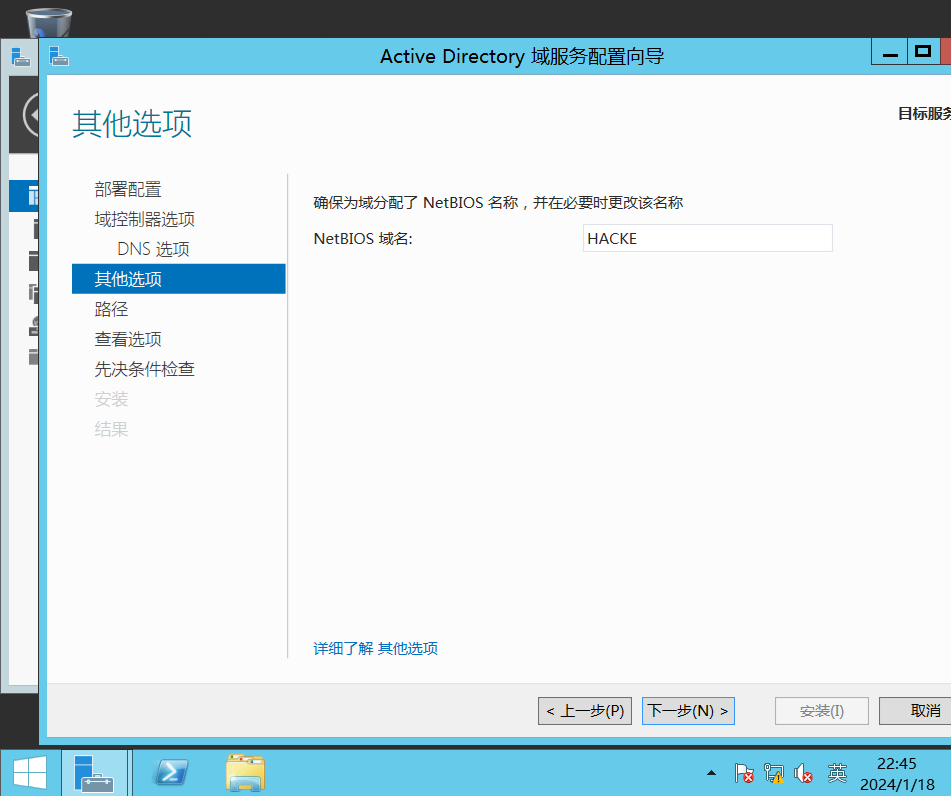 Active Directory 域服务配置向导
其他选项
目标服务
部署配置
域控制器选项
DNS 选项
其他选项
路径
查看选项
先决条件检查
安装
结果
确保为域分配了 NetBIOS 名称，并在必要时更改该名称
NetBIOS 域名:
HACKE
详细了解 其他选项
< 上一步(P)
下一步(N) >
安装(I)
取消
英
22:45
2024/1/18